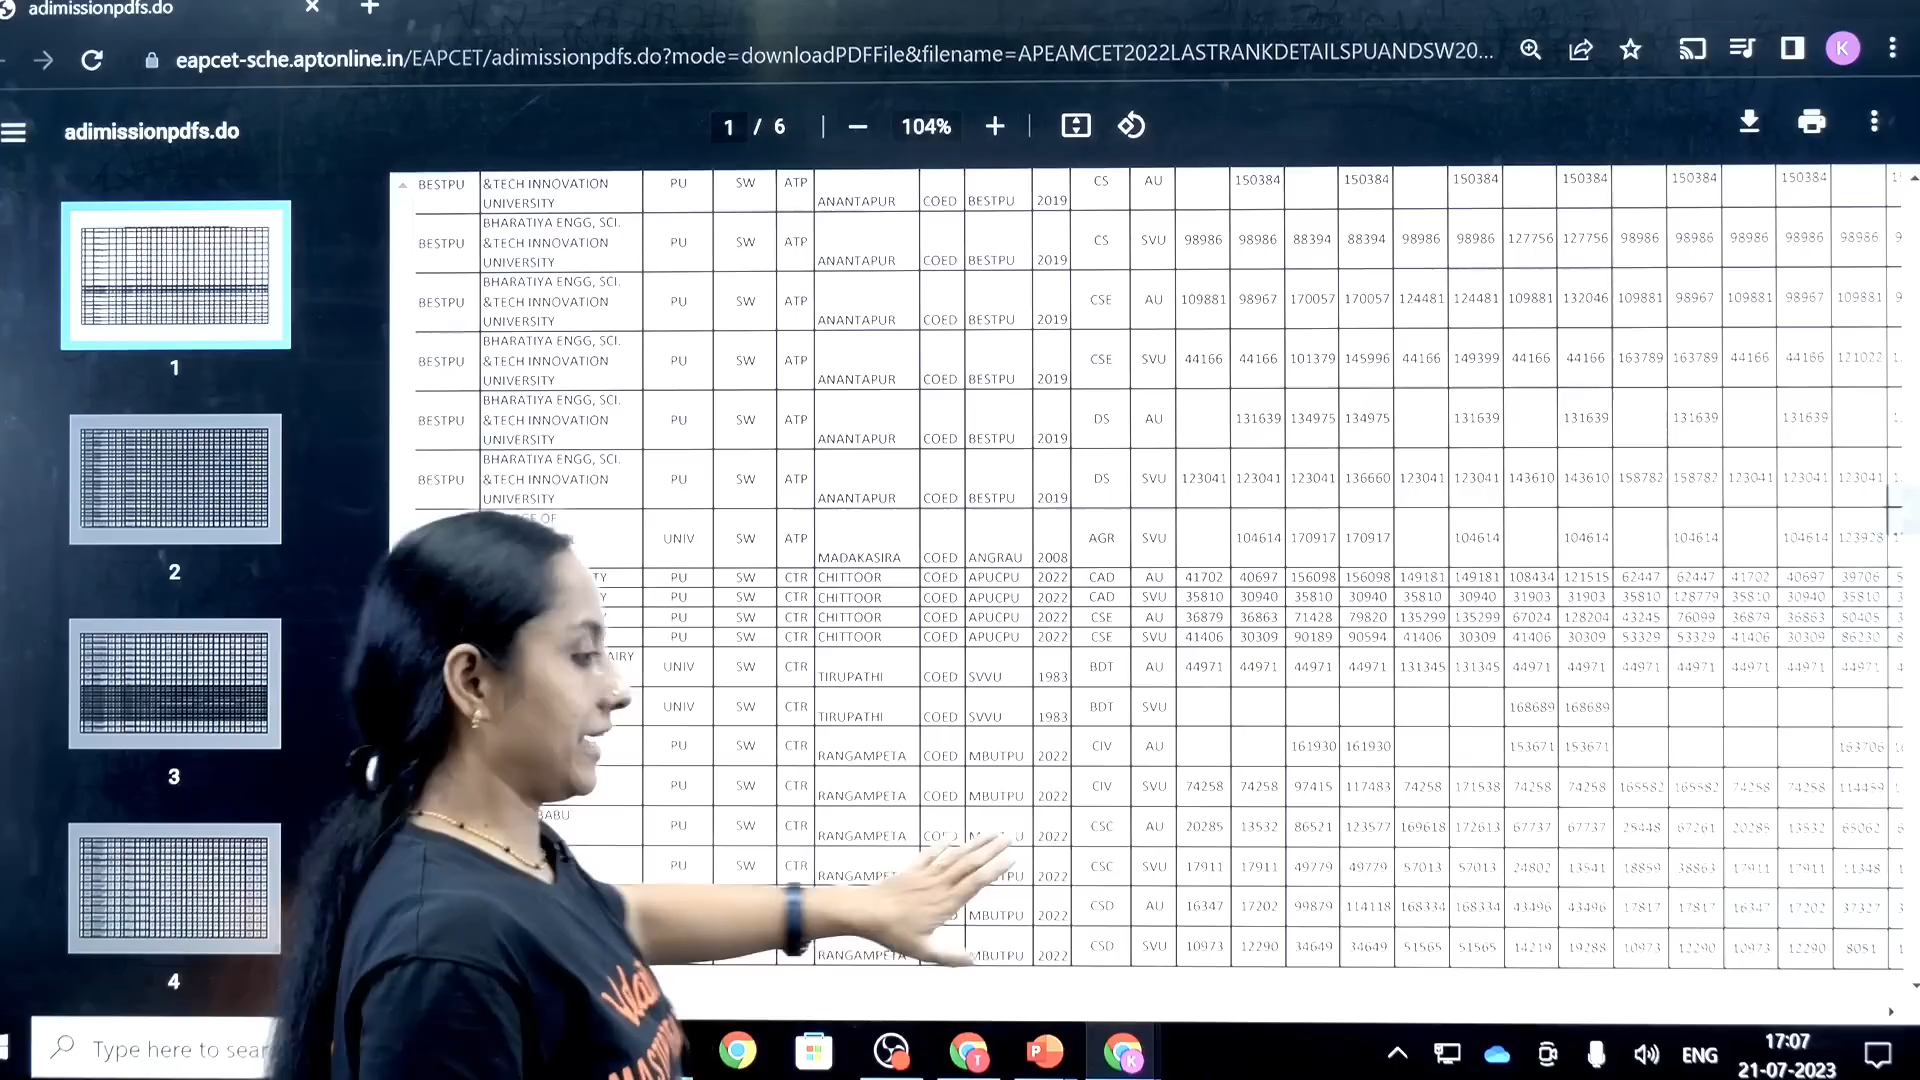 adimissionpdfs.do
eapcet-sche.aptonline.in/EAPCET/adimissionpdfs.do?mode=downloadPDFFile&filename=APEAMCET2022LASTRANKDETAILSPUANDSW20...
K
adimissionpdfs.do
1 / 6
104%
1
2
3
4
BESTPU &TECH INNOVATION UNIVERSITY PU SW ATP ANANTAPUR COED BESTPU 2019 CS AU 150384 150384 150384 150384 150384 150384
BESTPU BHARATIYA ENGG, SCI. &TECH INNOVATION UNIVERSITY PU SW ATP ANANTAPUR COED BESTPU 2019 CS SVU 98986 98986 88394 88394 98986 98986 127756 127756 98986 98986 98986 98986 98986 9
BESTPU BHARATIYA ENGG, SCI. &TECH INNOVATION UNIVERSITY PU SW ATP ANANTAPUR COED BESTPU 2019 CSE AU 109881 98967 170057 170057 124481 124481 109881 132046 109881 98967 109881 98967 109881 9
BESTPU BHARATIYA ENGG, SCI. &TECH INNOVATION UNIVERSITY PU SW ATP ANANTAPUR COED BESTPU 2019 CSE SVU 44166 44166 101379 145996 44166 149399 44166 44166 163789 163789 44166 44166 121022
BESTPU BHARATIYA ENGG, SCI. &TECH INNOVATION UNIVERSITY PU SW ATP ANANTAPUR COED BESTPU 2019 DS AU 131639 134975 134975 131639 131639 131639 131639
BESTPU BHARATIYA ENGG, SCI. &TECH INNOVATION UNIVERSITY PU SW ATP ANANTAPUR COED BESTPU 2019 DS SVU 123041 123041 123041 136660 123041 123041 143610 143610 158782 158782 123041 123041 123041
OF UNIV SW ATP MADAKASIRA COED ANGRAU 2008 AGR SVU 104614 170917 170917 104614 104614 104614 104614 123928
TY PU SW CTR CHITTOOR COED APUCPU 2022 CAD AU 41702 40697 156098 156098 149181 149181 108434 121515 62447 62447 41702 40697 39706
PU SW CTR CHITTOOR COED APUCPU 2022 CAD SVU 35810 30940 35810 30940 35810 30940 31903 31903 35810 128779 35810 30940 35810
PU SW CTR CHITTOOR COED APUCPU 2022 CSE AU 36879 36863 71428 79820 135299 135299 67024 128204 43245 76099 36879 36863 50405
PU SW CTR CHITTOOR COED APUCPU 2022 CSE SVU 41406 30309 90189 90594 41406 30309 41406 30309 53329 53329 41406 30309 86230
AIRY UNIV SW CTR TIRUPATHI COED SVVU 1983 BDT AU 44971 44971 44971 44971 131345 131345 44971 44971 44971 44971 44971 44971 44971
UNIV SW CTR TIRUPATHI COED SVVU 1983 BDT SVU 168689 168689
PU SW CTR RANGAMPETA COED MBUTPU 2022 CIV AU 161930 161930 153671 153671 163706
PU SW CTR RANGAMPETA COED MBUTPU 2022 CIV SVU 74258 74258 97415 117483 74258 171538 74258 74258 165582 165582 74258 74258 114459
BABU PU SW CTR RANGAMPETA 2022 CSC AU 20285 13532 86521 123577 169618 172613 67737 67737 25448 67261 20285 13532 65062
PU SW CTR 2022 CSC SVU 17911 17911 49779 49779 57013 57013 24802 13541 18859 38863 17911 17911 11348
MBUTPU 2022 CSD AU 16347 17202 99879 114118 168334 168334 43496 43496 17817 17817 16347 17202 37327
RANGAMPETA MBUTPU 2022 CSD SVU 10973 12290 34649 34649 51565 51565 14219 19288 10973 12290 10973 12290 8051
Type here to sear
T
P
K
ENG
17:07
21-07-2023